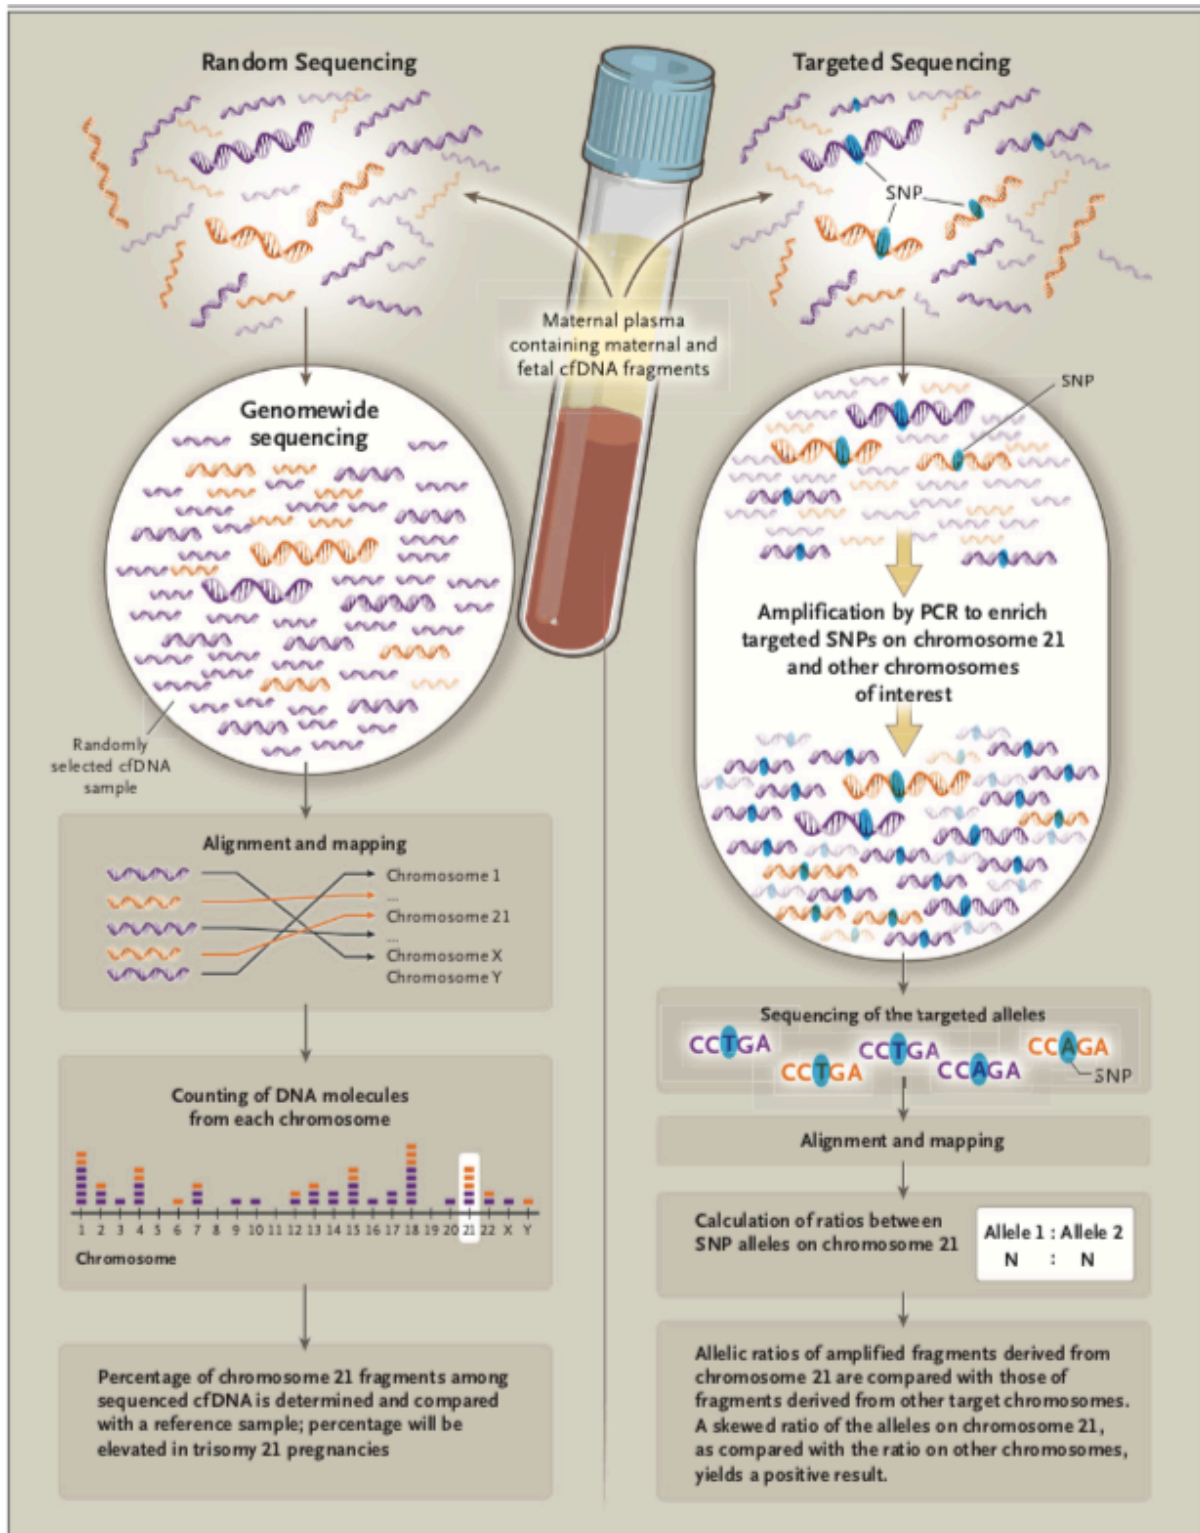 Random Sequencing
Targeted Sequencing
SNP
Maternal plasma
containing maternal and
fetal cfDNA fragments
Genomewide
sequencing
Randomly
selected cfDNA
sample
Alignment and mapping
Chromosome 1
...
Chromosome 21
...
Chromosome X
Chromosome Y
Counting of DNA molecules
from each chromosome
1 2 3 4 5 6 7 8 9 10 11 12 13 14 15 16 17 18 19 20 21 22 X Y
Chromosome
Percentage of chromosome 21 fragments among
sequenced cfDNA is determined and compared
with a reference sample; percentage will be
elevated in trisomy 21 pregnancies
SNP
Amplification by PCR to enrich
targeted SNPs on chromosome 21
and other chromosomes
of interest
Sequencing of the targeted alleles
CCTGA
CCTGA
CCTGA
CCAGA
CCAGA
SNP
Alignment and mapping
Calculation of ratios between
SNP alleles on chromosome 21
Allele 1 : Allele 2
N : N
Allelic ratios of amplified fragments derived from
chromosome 21 are compared with those of
fragments derived from other target chromosomes.
A skewed ratio of the alleles on chromosome 21,
as compared with the ratio on other chromosomes,
yields a positive result.